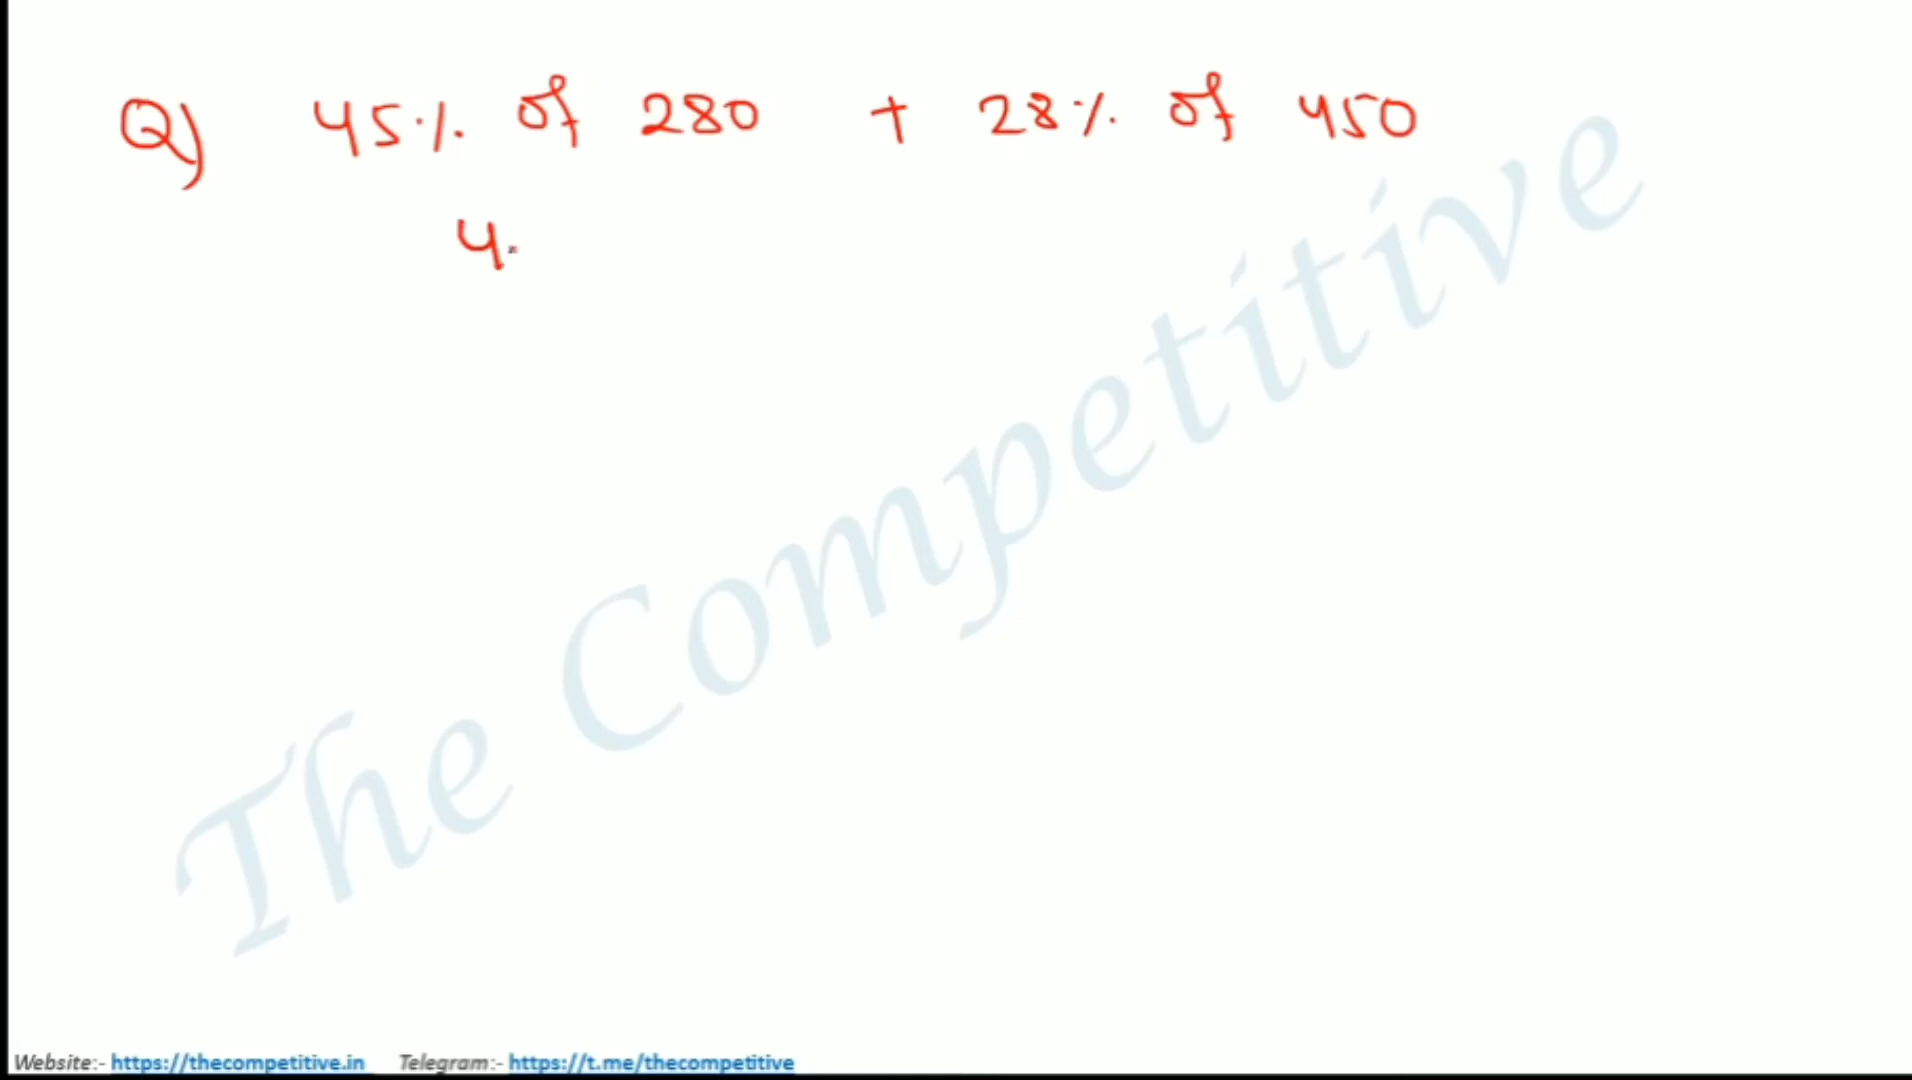 Q) 45% of 280 + 28% of 450
4
The Competitive
Website:- https://thecompetitive.in Telegram:- https://t.me/thecompetitive